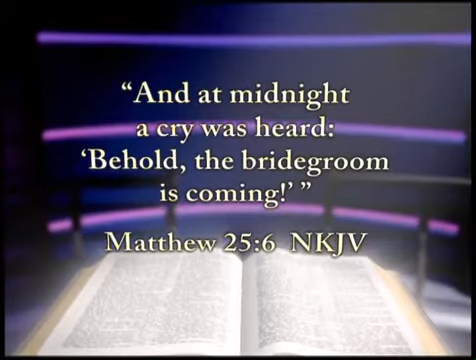 “And at midnight
a cry was heard:
‘Behold, the bridegroom
is coming!’ ”
Matthew 25:6 NKJV